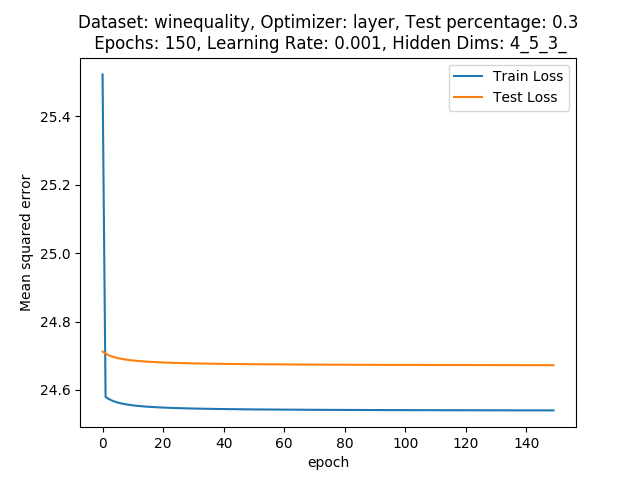 Dataset: winequality, Optimizer: layer, Test percentage: 0.3
Epochs: 150, Learning Rate: 0.001, Hidden Dims: 4_5_3_
Train Loss
Test Loss
25.4
25.2
25.0
24.8
24.6
Mean squared error
0 20 40 60 80 100 120 140
epoch